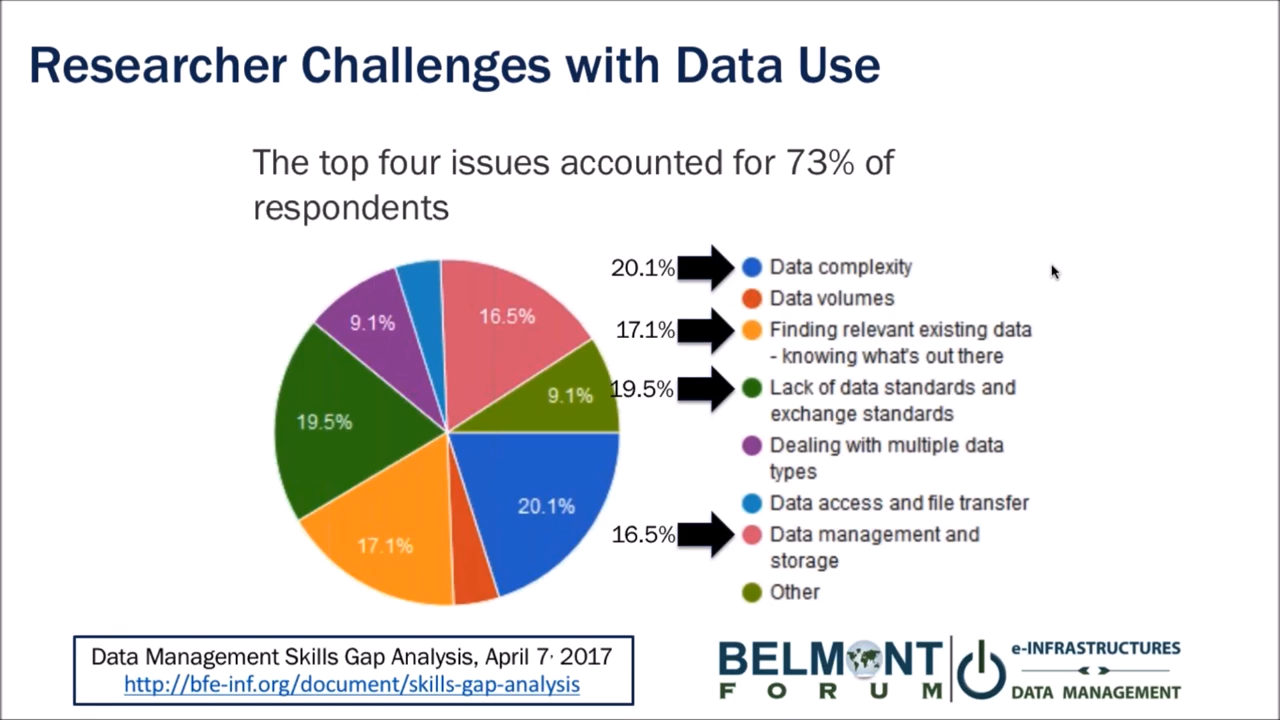 Researcher Challenges with Data Use
The top four issues accounted for 73% of
respondents
20.1%
Data complexity
Data volumes
17.1%
Finding relevant existing data
- knowing what's out there
19.5%
Lack of data standards and
exchange standards
Dealing with multiple data
types
Data access and file transfer
16.5%
Data management and
storage
Other
9.1%
16.5%
9.1%
19.5%
20.1%
17.1%
Data Management Skills Gap Analysis, April 7, 2017
http://bfe-inf.org/document/skills-gap-analysis
BELMONT
FORUM
e-INFRASTRUCTURES
DATA MANAGEMENT